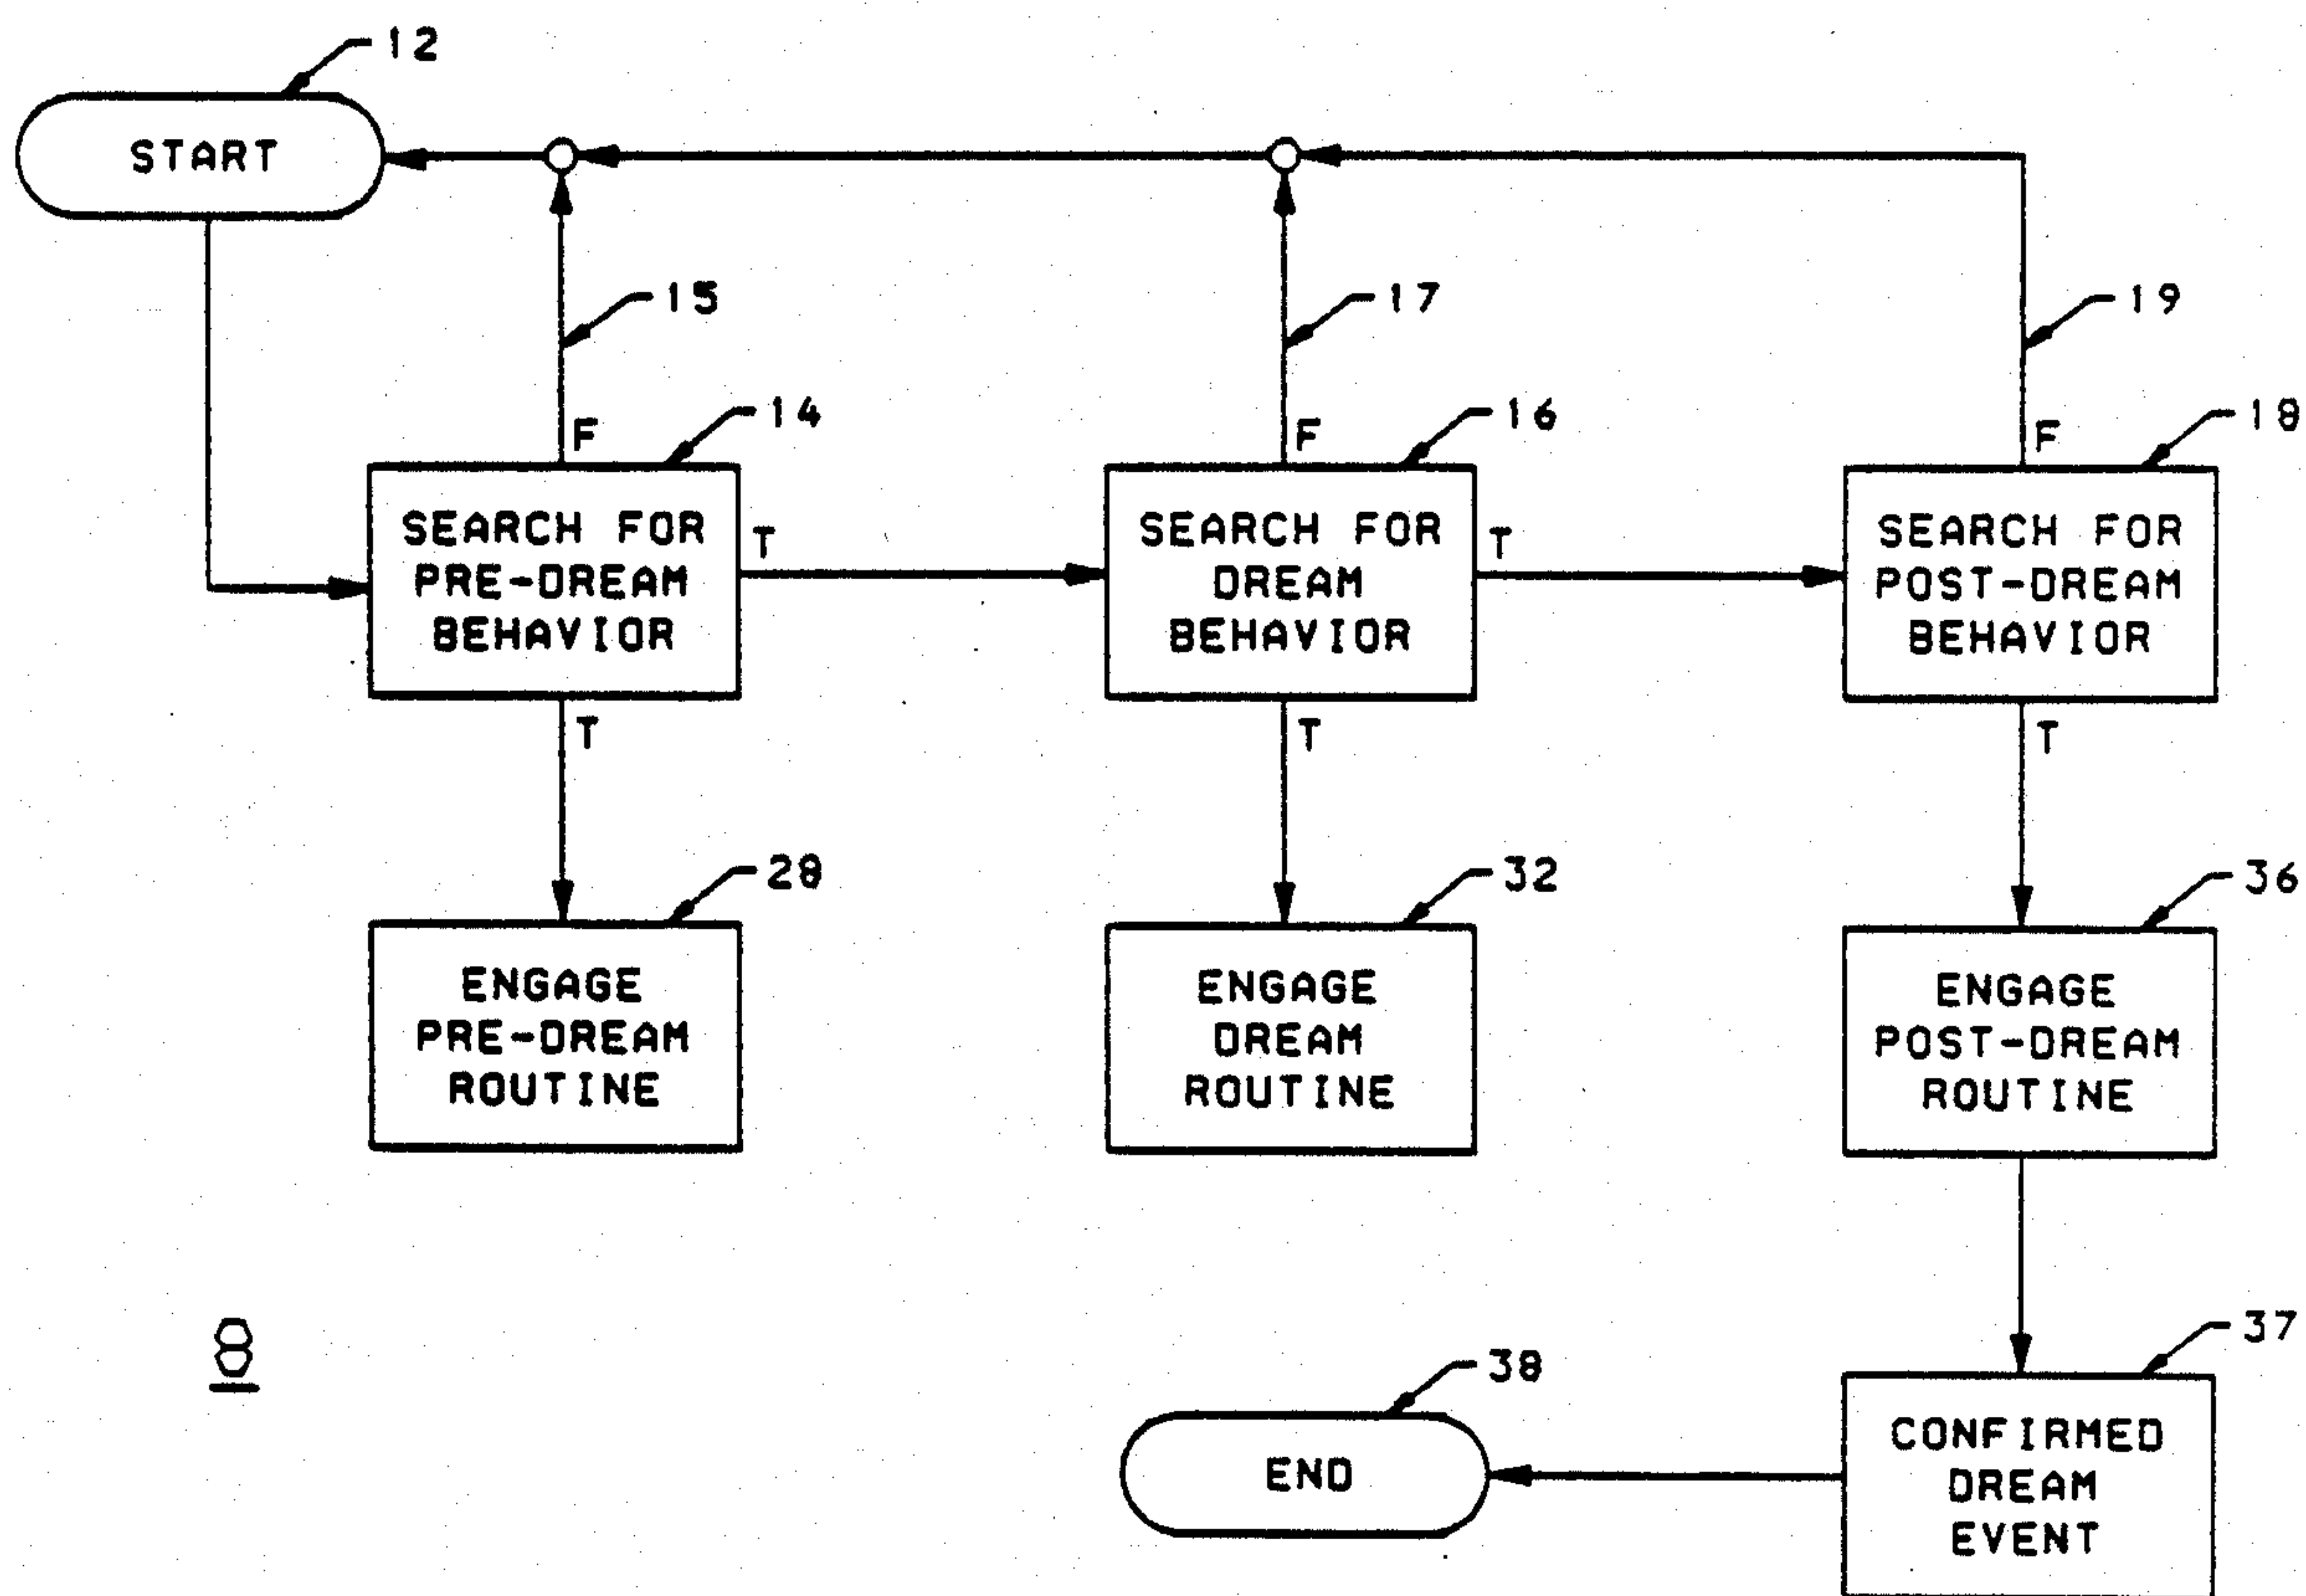 12
START
15
17
19
14
16
18
F
F
F
SEARCH FOR
PRE-DREAM
BEHAVIOR
T
SEARCH FOR
DREAM
BEHAVIOR
T
SEARCH FOR
POST-DREAM
BEHAVIOR
T
T
T
28
32
36
ENGAGE
PRE-DREAM
ROUTINE
ENGAGE
DREAM
ROUTINE
ENGAGE
POST-DREAM
ROUTINE
8
38
37
END
CONFIRMED
DREAM
EVENT